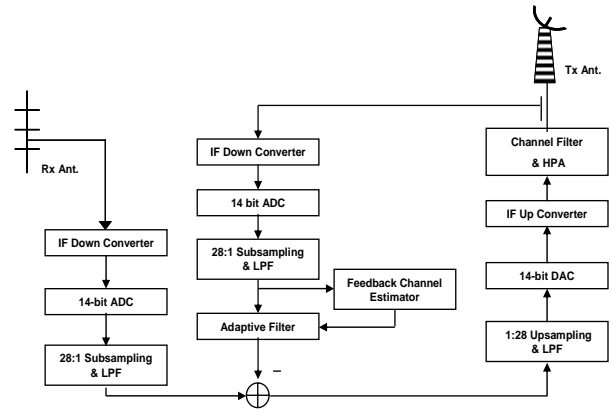 Tx Ant.
Rx Ant.
IF Down Converter
14-bit ADC
28:1 Subsampling
& LPF
IF Down Converter
14 bit ADC
28:1 Subsampling
& LPF
Feedback Channel
Estimator
Adaptive Filter
–
Channel Filter
& HPA
IF Up Converter
14-bit DAC
1:28 Upsampling
& LPF